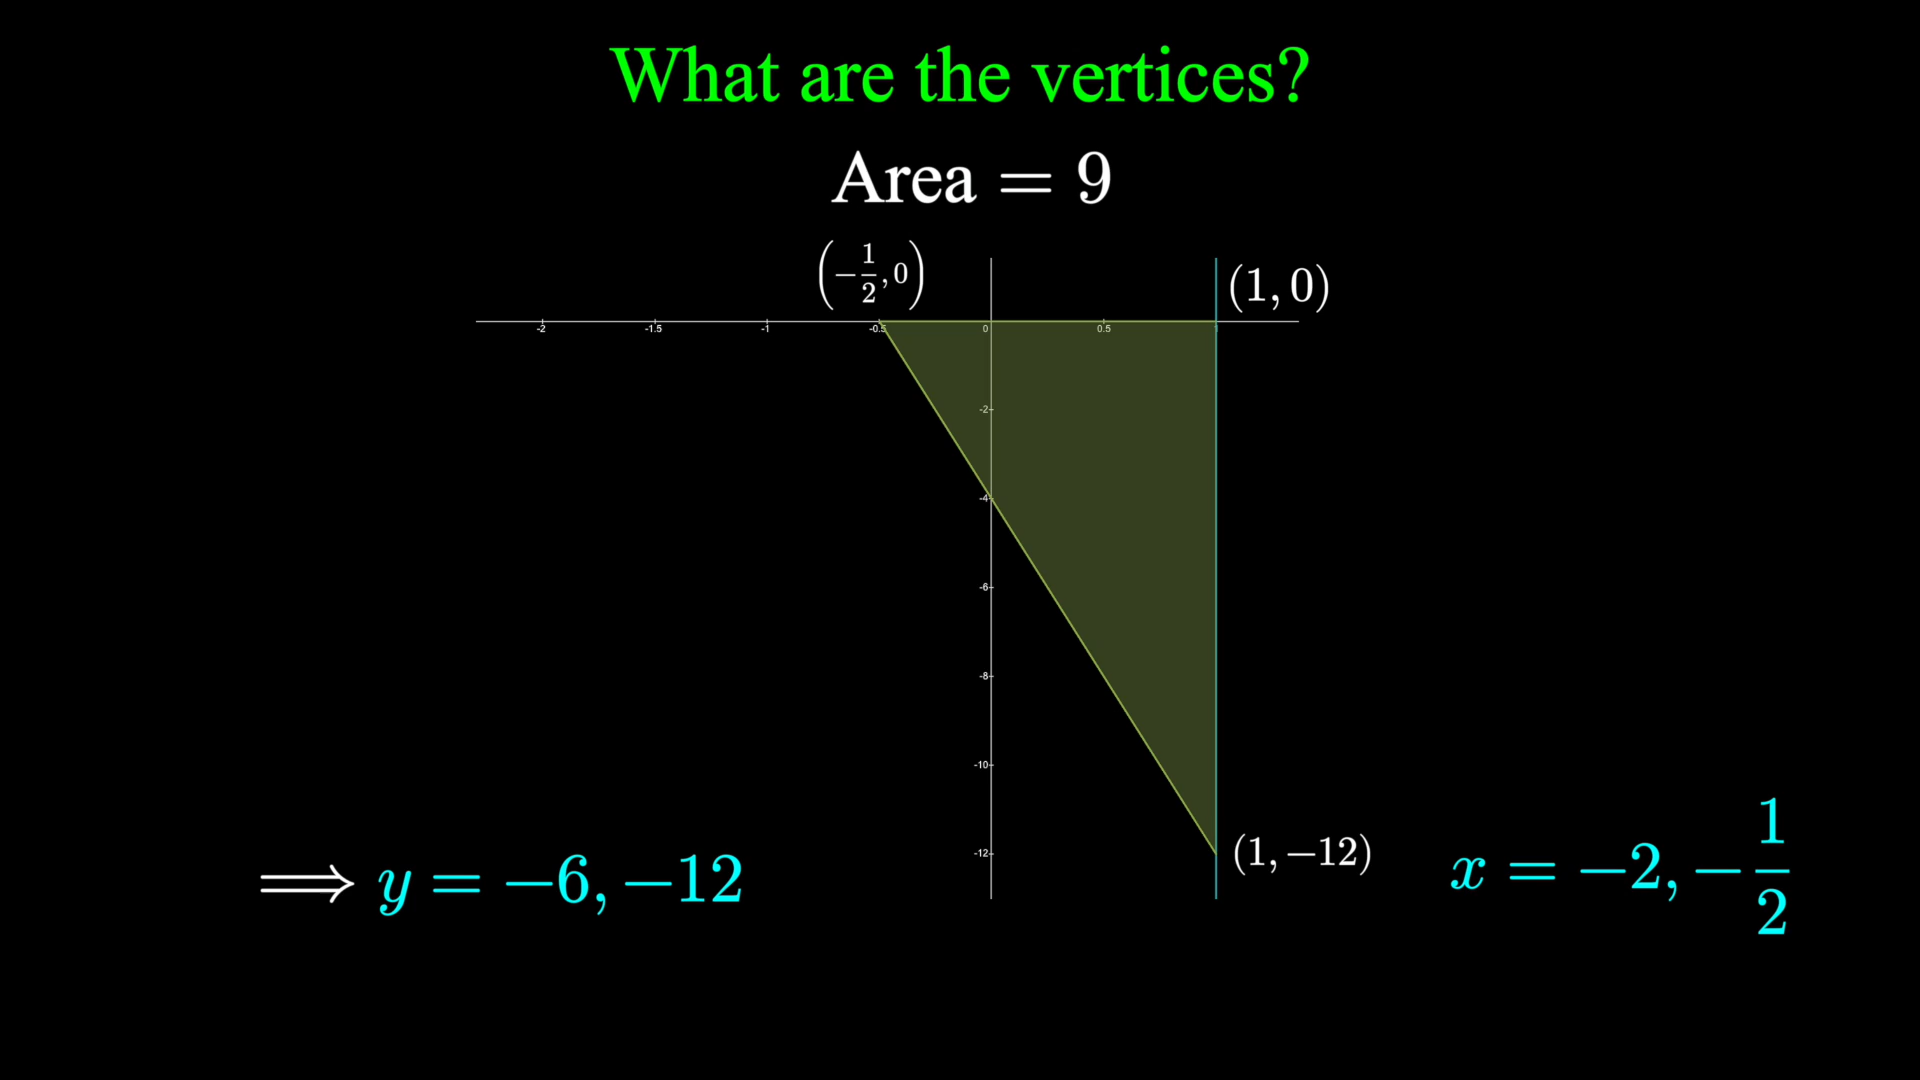 What are the vertices?
Area = 9
(-1/2, 0)
(1, 0)
-2 -1.5 -1 -0.5 0 0.5 1
-2
-4
-6
-8
-10
-12
(1, −12)
⟹ y = −6, −12
x = −2, −1/2